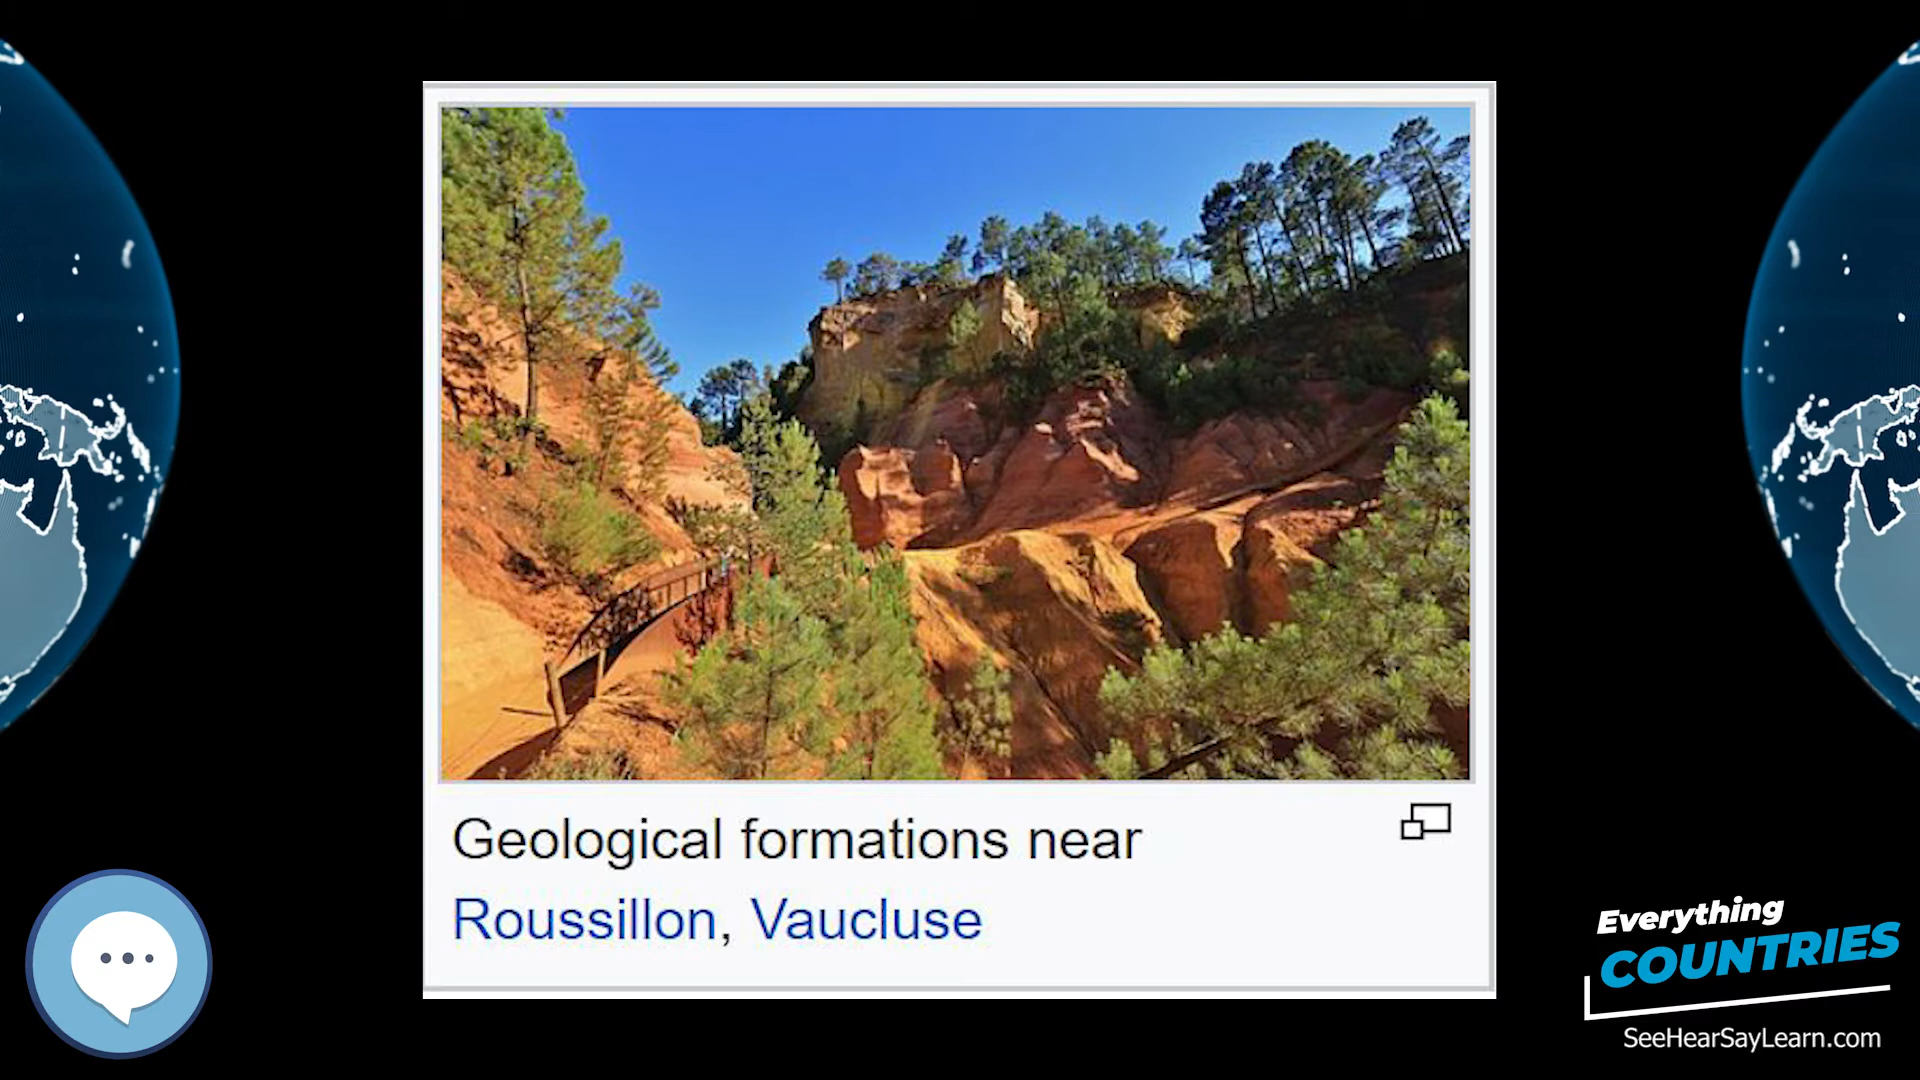 Geological formations near
Roussillon, Vaucluse
Everything
COUNTRIES
SeeHearSayLearn.com